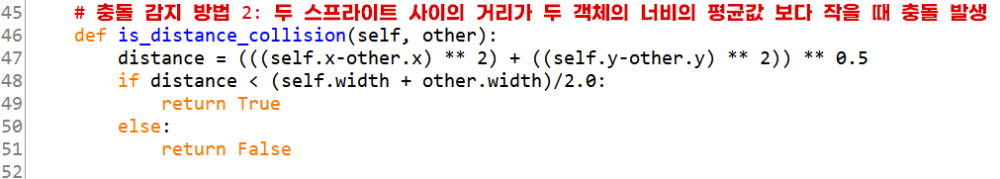 45 # 충돌 감지 방법 2: 두 스프라이트 사이의 거리가 두 객체의 너비의 평균값 보다 작을 때 충돌 발생
46 def is_distance_collision(self, other):
47 distance = (((self.x-other.x) ** 2) + ((self.y-other.y) ** 2)) ** 0.5
48 if distance < (self.width + other.width)/2.0:
49 return True
50 else:
51 return False
52